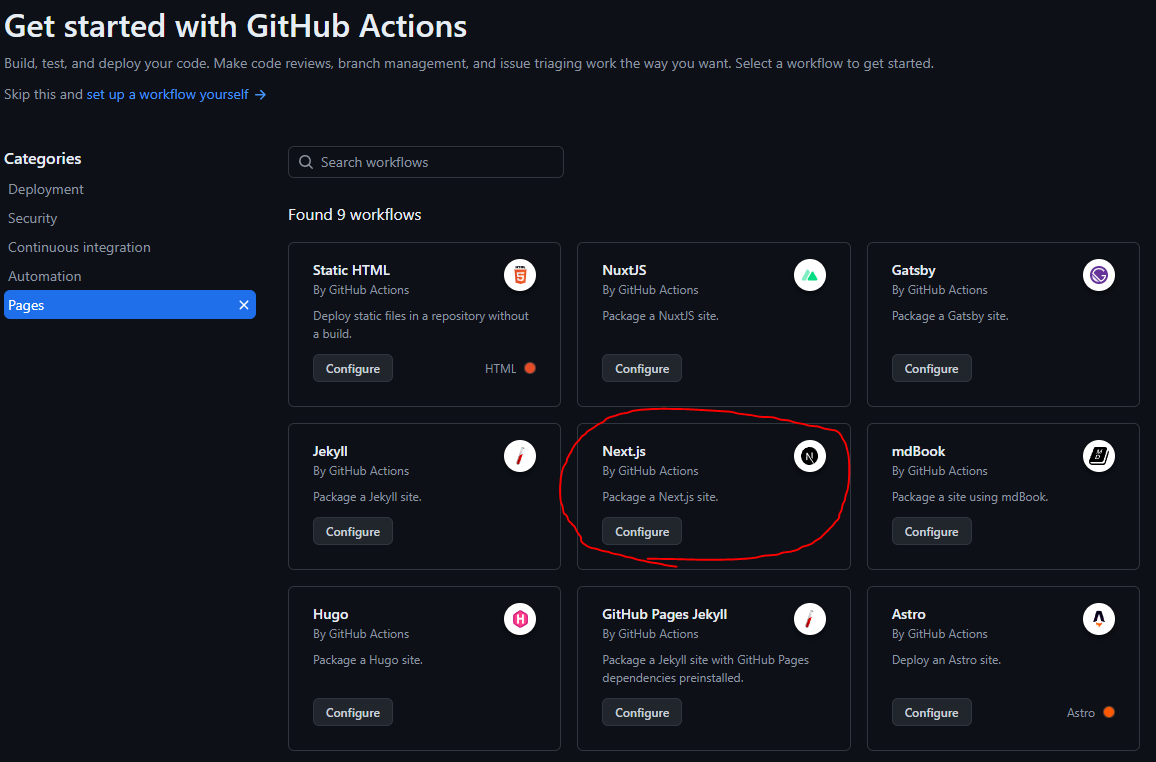 Get started with GitHub Actions
Build, test, and deploy your code. Make code reviews, branch management, and issue triaging work the way you want. Select a workflow to get started.
Skip this and set up a workflow yourself →
Categories
Deployment
Security
Continuous integration
Automation
Pages
Search workflows
Found 9 workflows
Static HTML
By GitHub Actions
Deploy static files in a repository without
a build.
Configure
HTML
NuxtJS
By GitHub Actions
Package a NuxtJS site.
Configure
Gatsby
By GitHub Actions
Package a Gatsby site.
Configure
Jekyll
By GitHub Actions
Package a Jekyll site.
Configure
Next.js
By GitHub Actions
Package a Next.js site.
Configure
mdBook
By GitHub Actions
Package a site using mdBook.
Configure
Hugo
By GitHub Actions
Package a Hugo site.
Configure
GitHub Pages Jekyll
By GitHub Actions
Package a Jekyll site with GitHub Pages
dependencies preinstalled.
Configure
Astro
By GitHub Actions
Deploy an Astro site.
Configure
Astro